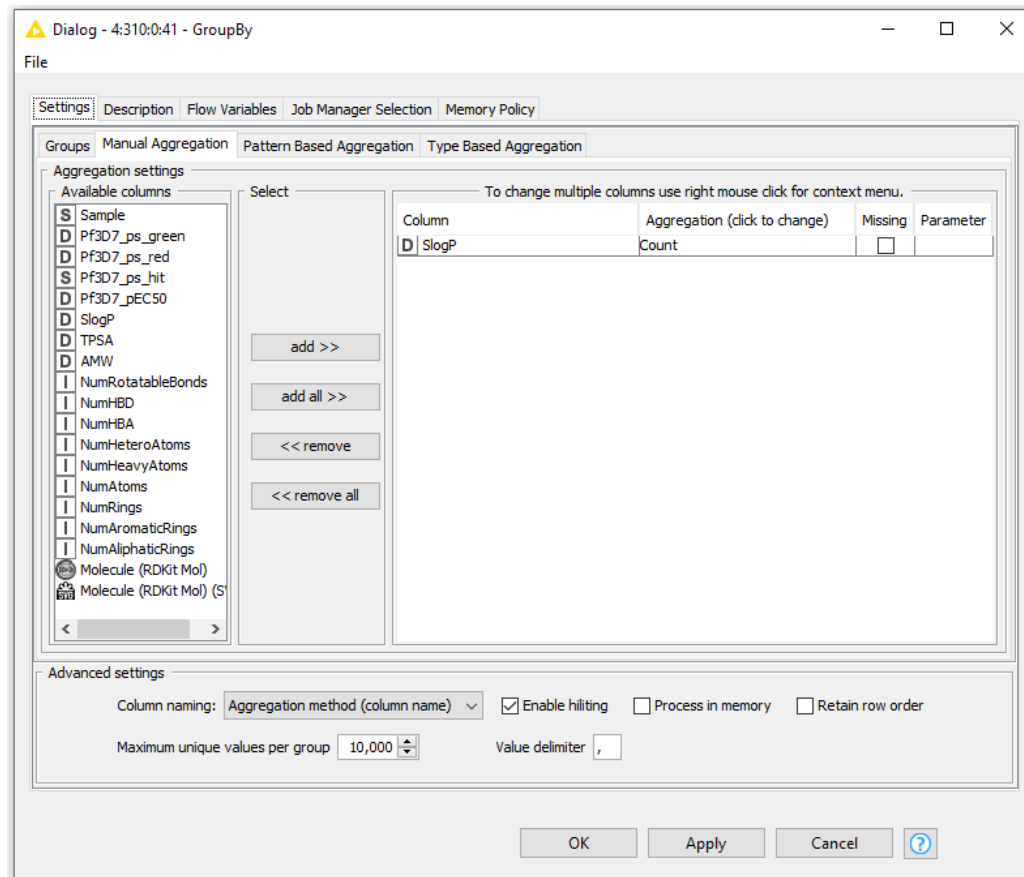 Dialog - 4:310:0:41 - GroupBy
File
Settings Description Flow Variables Job Manager Selection Memory Policy
Groups Manual Aggregation Pattern Based Aggregation Type Based Aggregation
Aggregation settings
Available columns
S Sample
D Pf3D7_ps_green
D Pf3D7_ps_red
S Pf3D7_ps_hit
D Pf3D7_pEC50
D SlogP
D TPSA
D AMW
I NumRotatableBonds
I NumHBD
I NumHBA
I NumHeteroAtoms
I NumHeavyAtoms
I NumAtoms
I NumRings
I NumAromaticRings
I NumAliphaticRings
Molecule (RDKit Mol)
Molecule (RDKit Mol) (S
Select
add >>
add all >>
<< remove
<< remove all
To change multiple columns use right mouse click for context menu.
Column Aggregation (click to change) Missing Parameter
D SlogP Count
Advanced settings
Column naming: Aggregation method (column name) Enable hiliting Process in memory Retain row order
Maximum unique values per group 10,000 Value delimiter ,
OK Apply Cancel ?